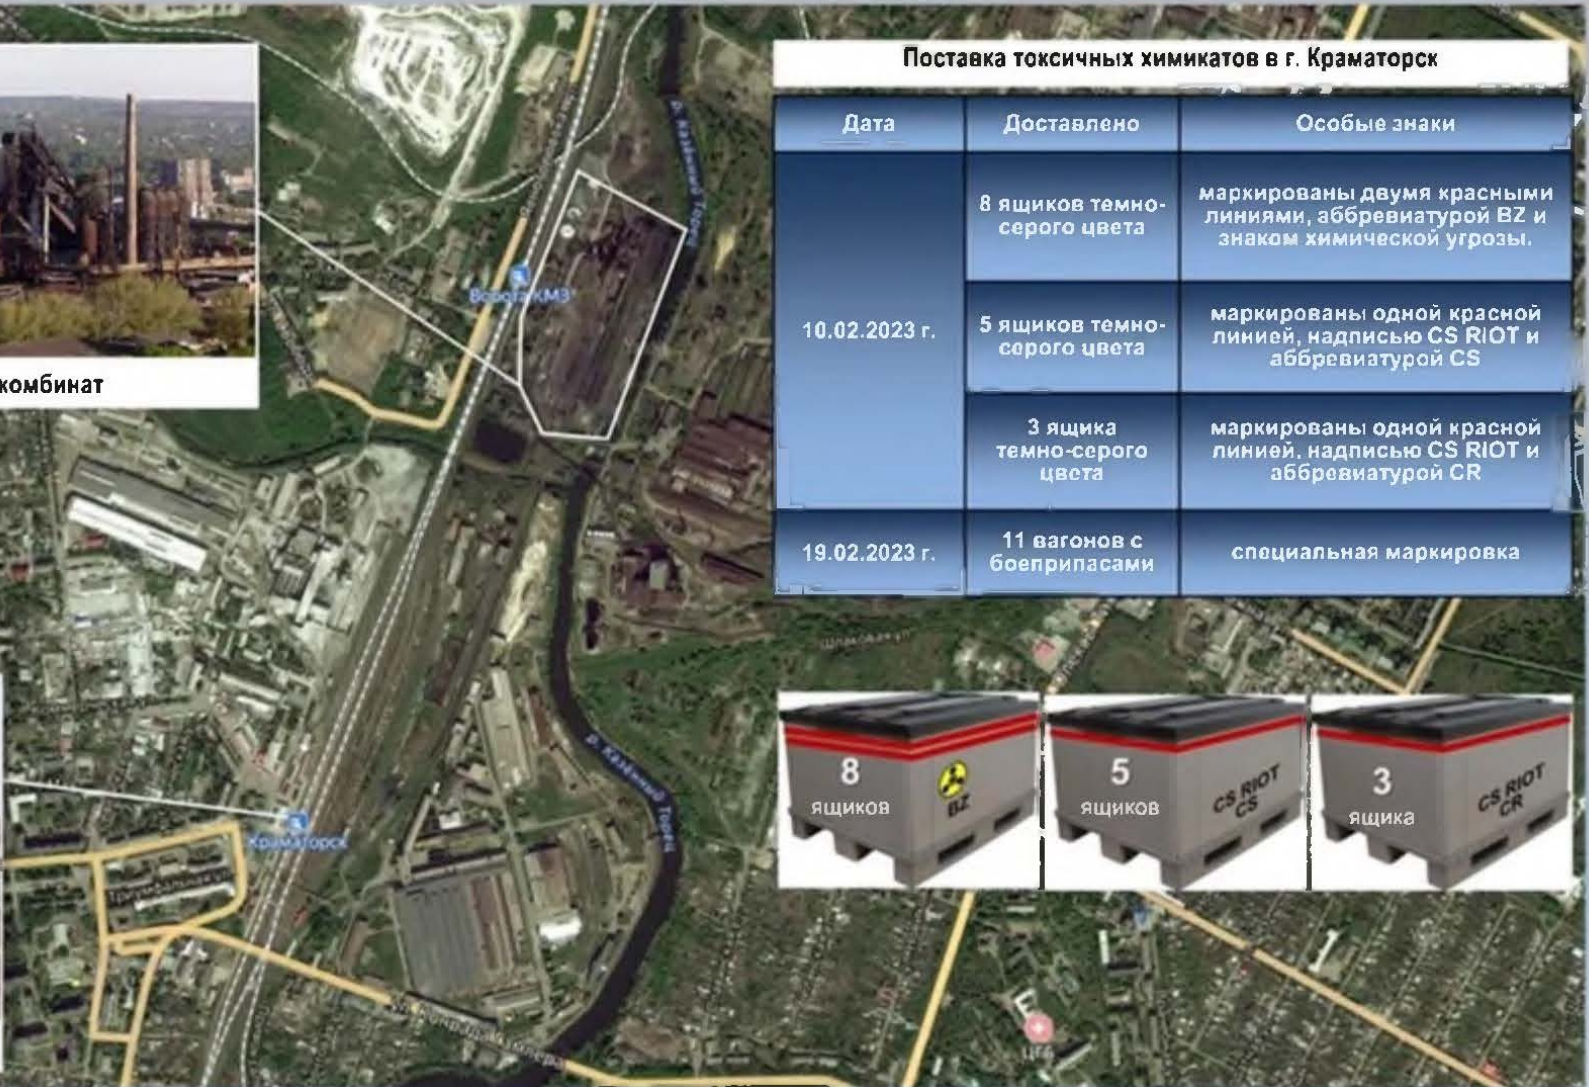 Поставка токсичных химикатов в г. Краматорск
Дата
Доставлено
Особые знаки
10.02.2023 г.
8 ящиков темно-
серого цвета
маркированы двумя красными
линиями, аббревиатурой BZ и
знаком химической угрозы.
5 ящиков темно-
серого цвета
маркированы одной красной
линией, надписью CS RIOT и
аббревиатурой CS
3 ящика
темно-серого
цвета
маркированы одной красной
линией, надписью CS RIOT и
аббревиатурой CR
19.02.2023 г.
11 вагонов с
боеприпасами
специальная маркировка
комбинат
р. Казённый Торец
Ворота КМЗ
Шлаковая ул
р. Казённый Торец
Краматорск
8
ящиков
BZ
5
ящиков
CS RIOT
CS
3
ящика
CS RIOT
CR
ЦГБ